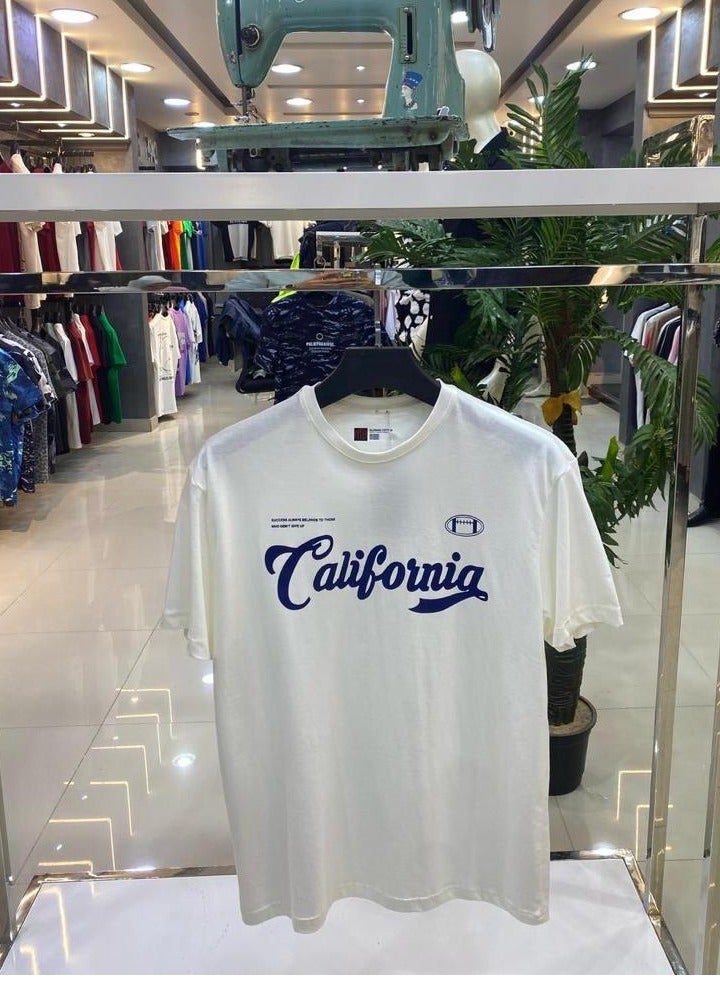 SUCCESS ALWAYS BELONGS TO THOSE
WHO DON'T GIVE UP
California